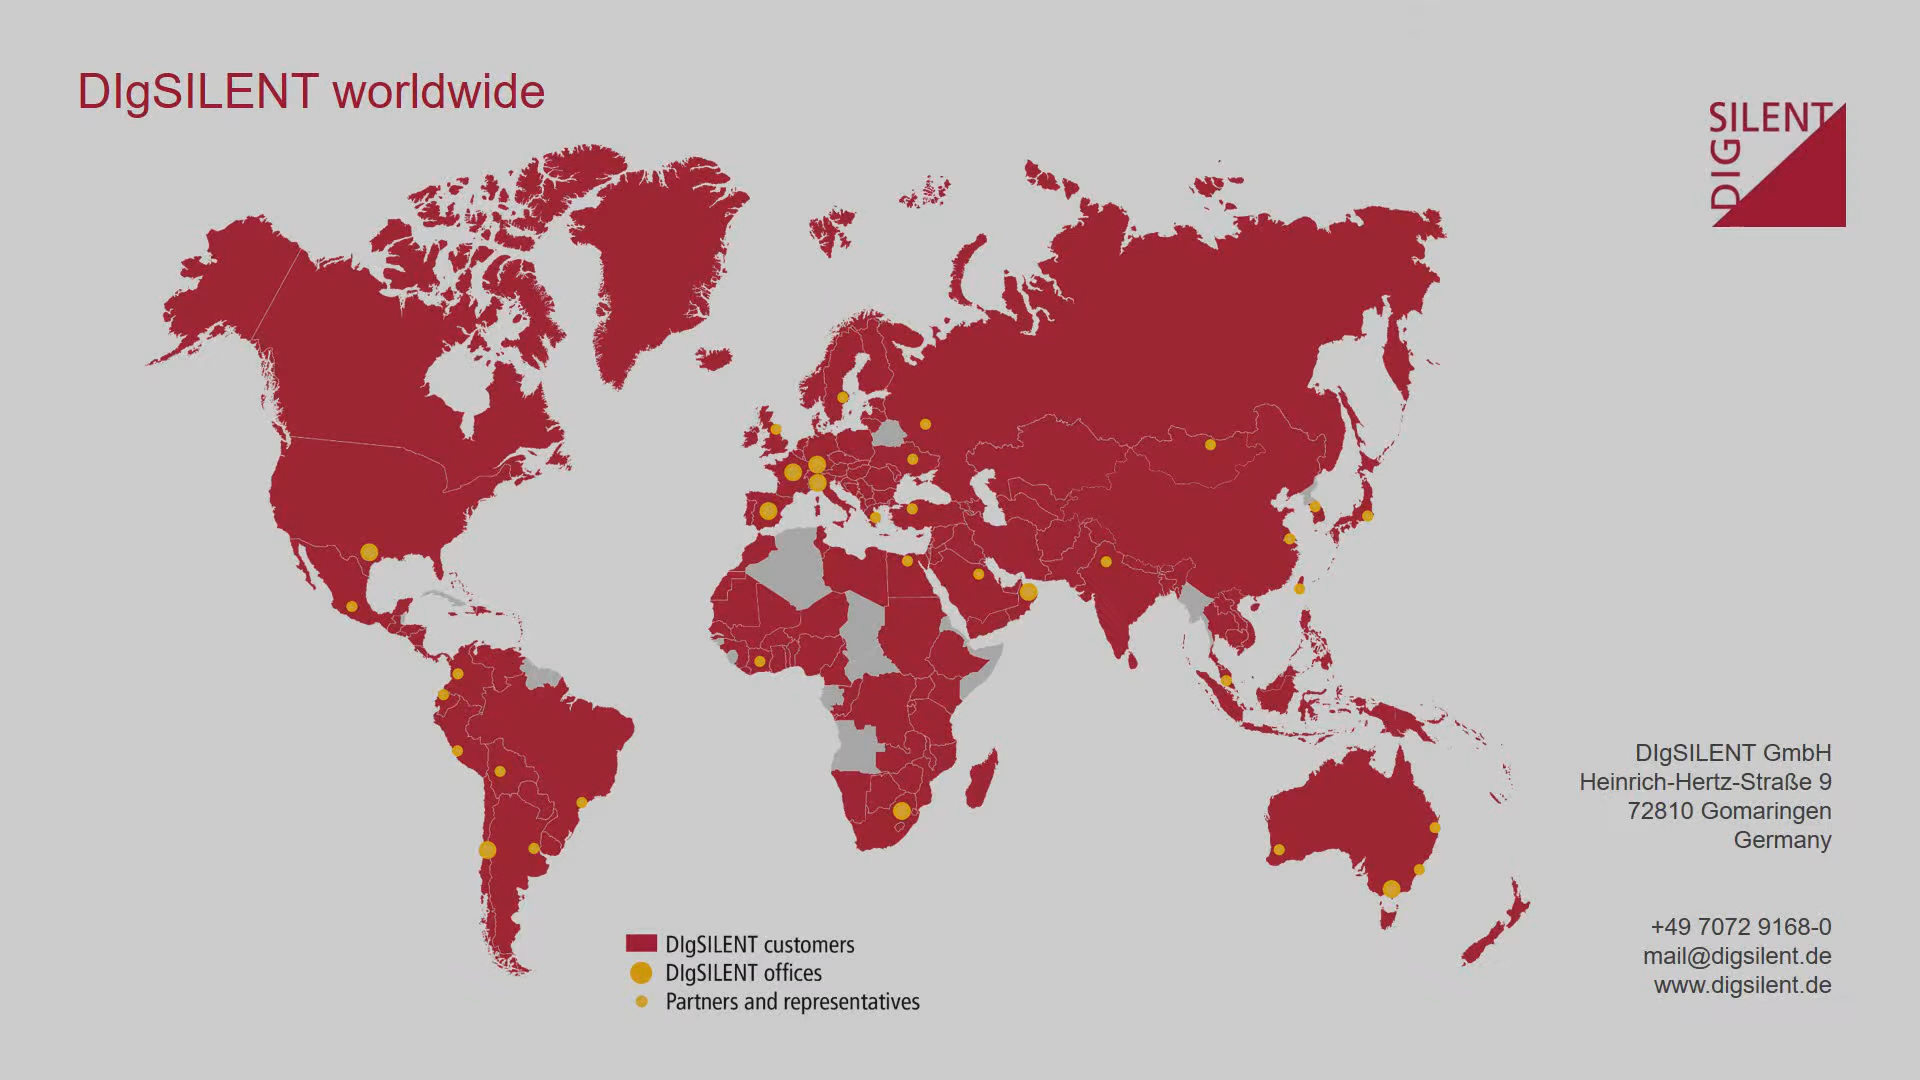 DIgSILENT worldwide
SILENT
DIG
DIgSILENT GmbH
Heinrich-Hertz-Straße 9
72810 Gomaringen
Germany
+49 7072 9168-0
mail@digsilent.de
www.digsilent.de
DIgSILENT customers
DIgSILENT offices
Partners and representatives